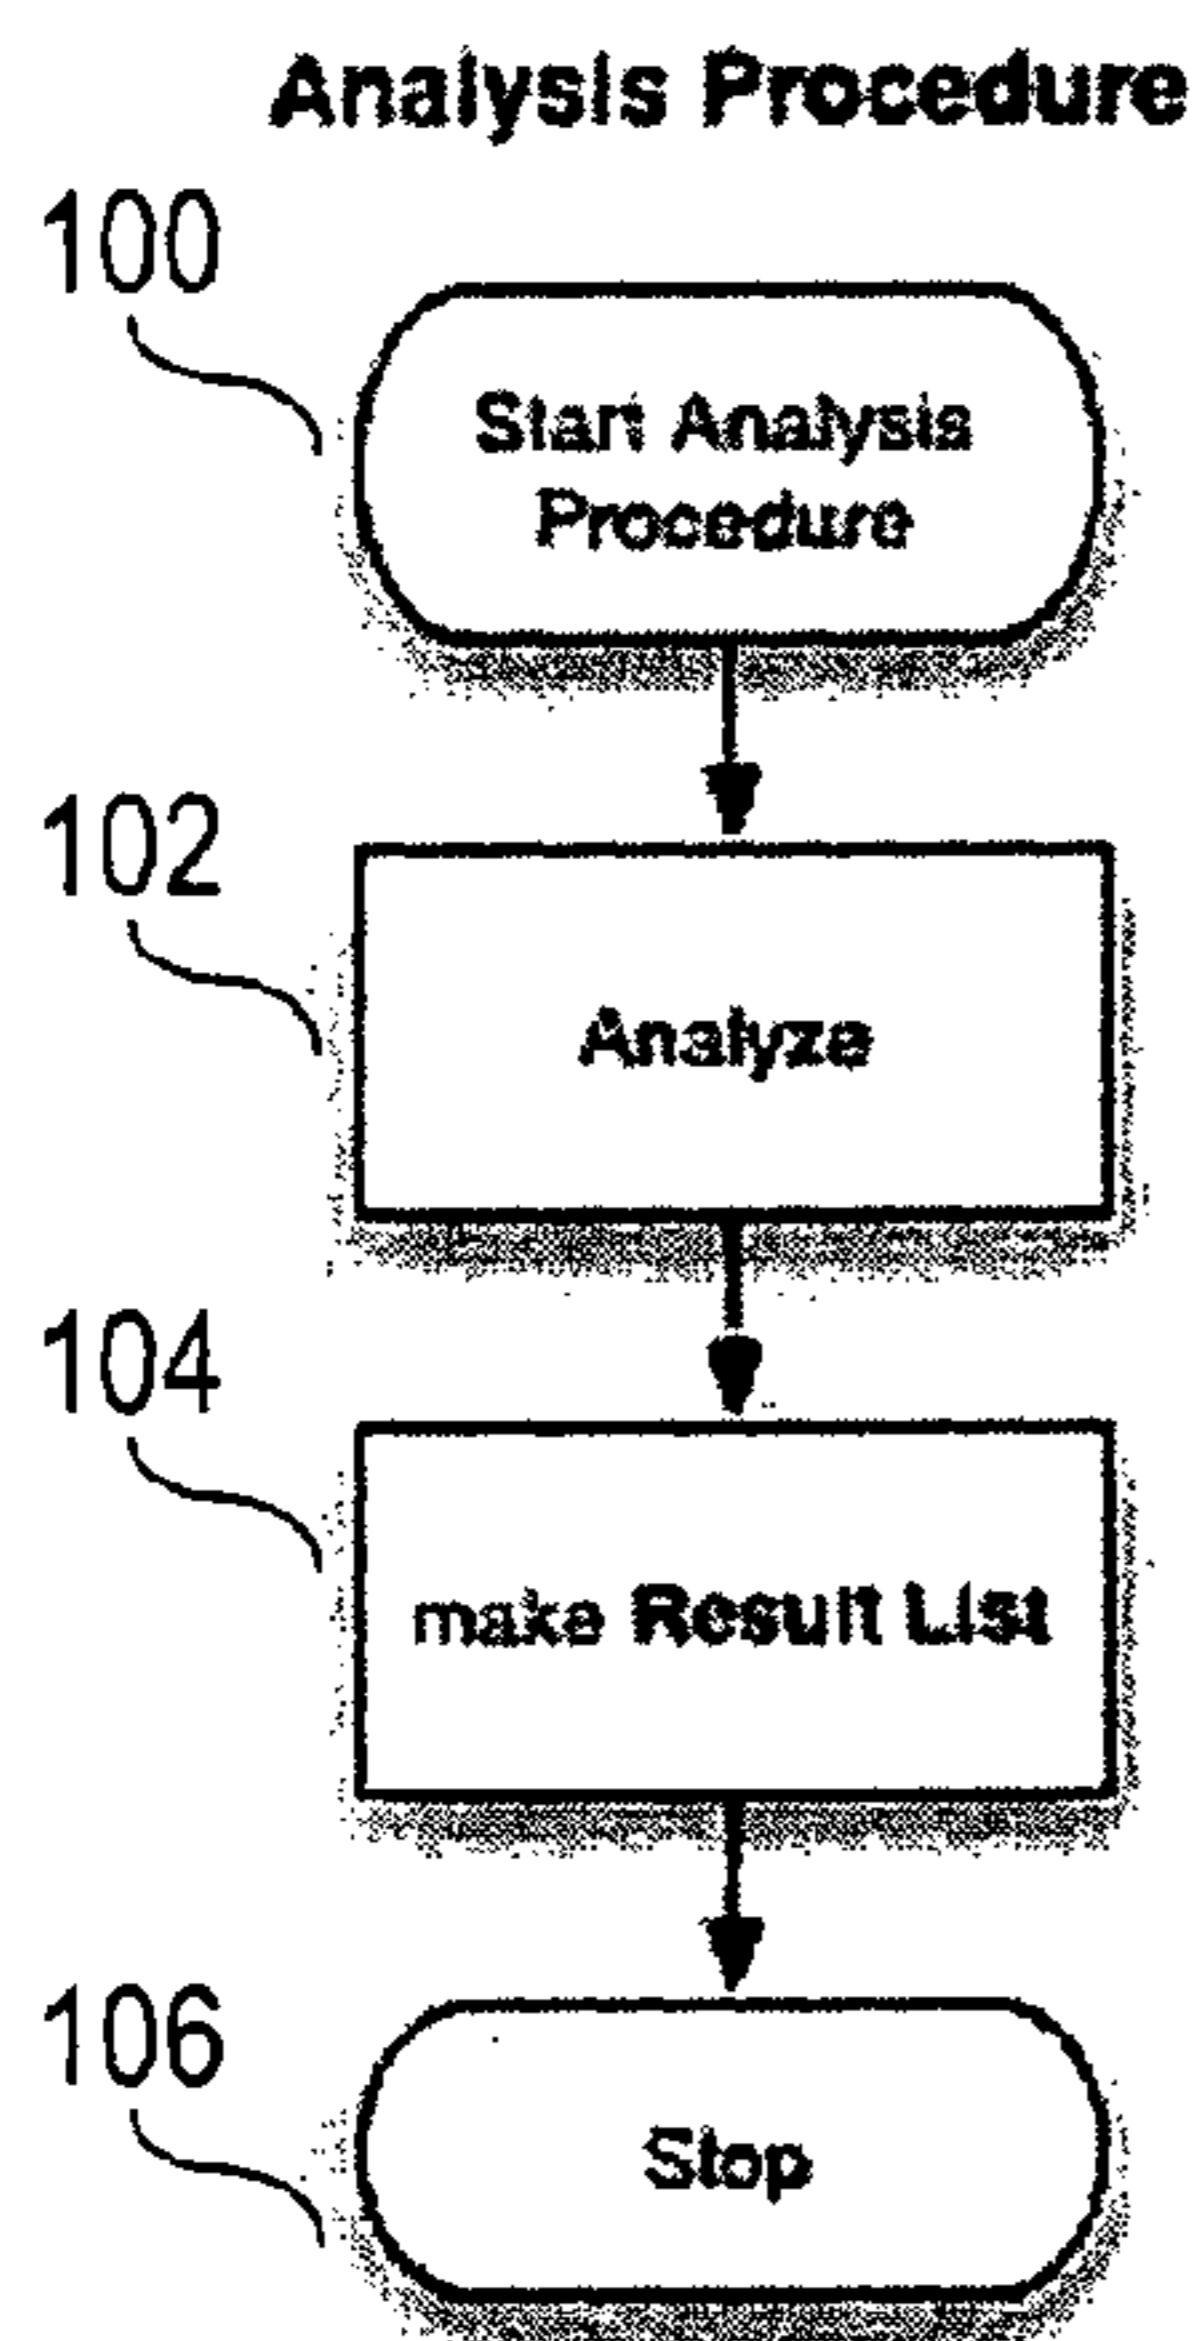 Analysis Procedure
100
Start Analysis
Procedure
102
Analyze
104
make Result List
106
Stop